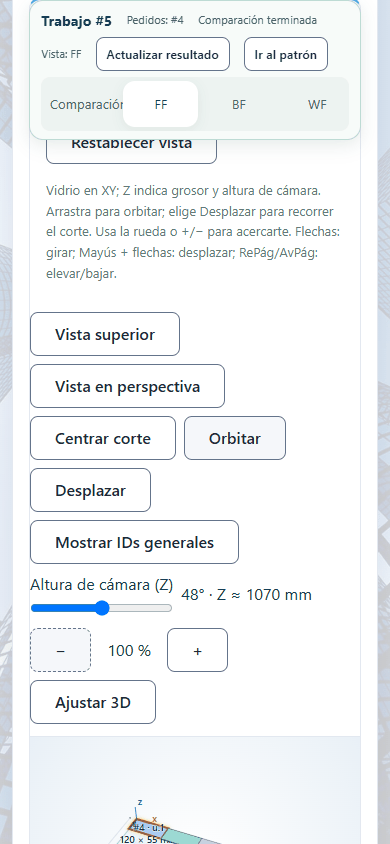 Trabajo #5 Pedidos: #4 Comparación terminada
Vista: FF Actualizar resultado Ir al patrón
Comparación FF BF WF
Restablecer vista
Vidrio en XY; Z indica grosor y altura de cámara.
Arrastra para orbitar; elige Desplazar para recorrer
el corte. Usa la rueda o +/− para acercarte. Flechas:
girar; Mayús + flechas: desplazar; RePág/AvPág:
elevar/bajar.
Vista superior
Vista en perspectiva
Centrar corte Orbitar
Desplazar
Mostrar IDs generales
Altura de cámara (Z) 48° · Z ≈ 1070 mm
− 100 % +
Ajustar 3D
z
x
#4 · u.1
120 × 55